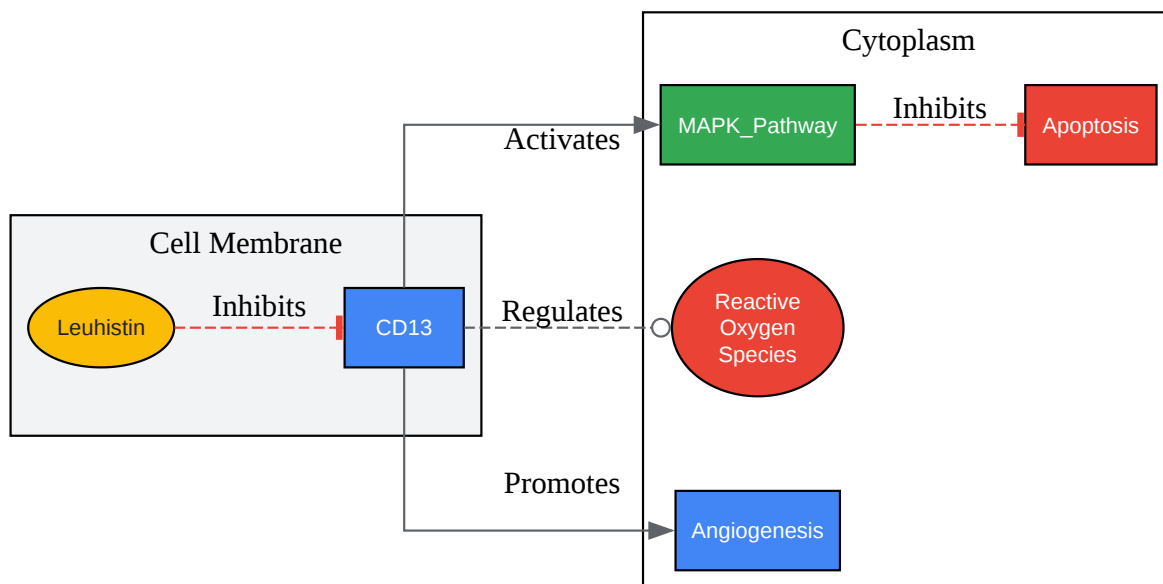 Cytoplasm
MAPK_Pathway
Inhibits
Apoptosis
Activates
Cell Membrane
Leuhistin
Inhibits
CD13
Regulates
Reactive
Oxygen
Species
Promotes
Angiogenesis